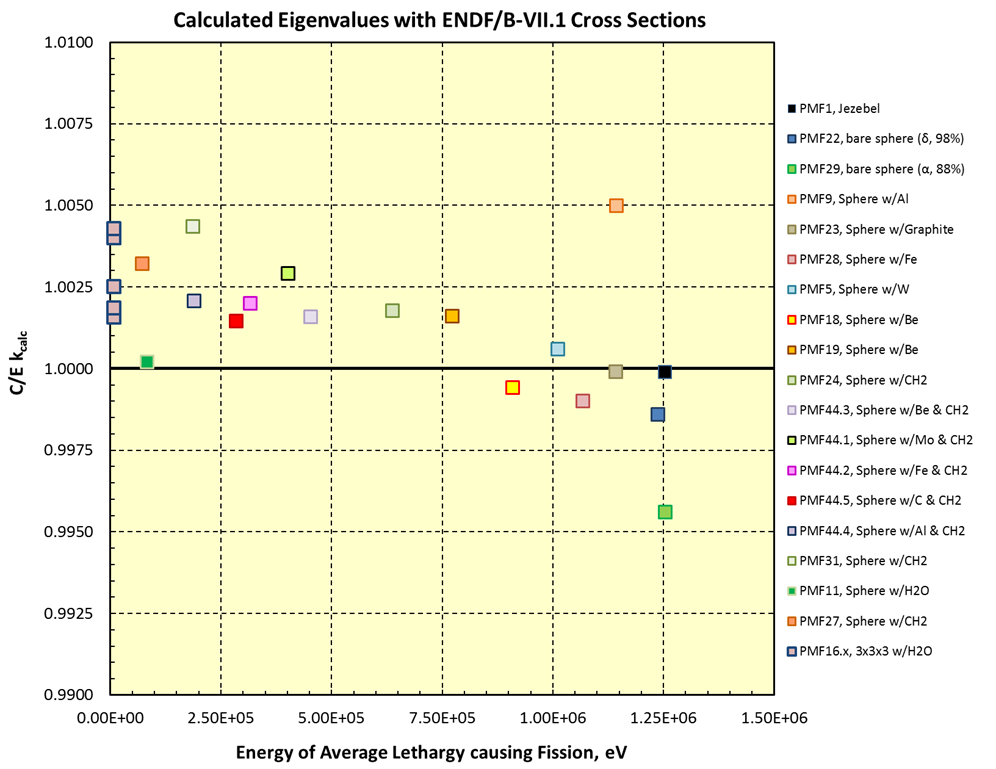 Calculated Eigenvalues with ENDF/B-VII.1 Cross Sections
1.0100
1.0075
1.0050
1.0025
1.0000
0.9975
0.9950
0.9925
0.9900
C/E kcalc
0.00E+00 2.50E+05 5.00E+05 7.50E+05 1.00E+06 1.25E+06 1.50E+06
Energy of Average Lethargy causing Fission, eV
PMF1, Jezebel
PMF22, bare sphere (δ, 98%)
PMF29, bare sphere (α, 88%)
PMF9, Sphere w/Al
PMF23, Sphere w/Graphite
PMF28, Sphere w/Fe
PMF5, Sphere w/W
PMF18, Sphere w/Be
PMF19, Sphere w/Be
PMF24, Sphere w/CH2
PMF44.3, Sphere w/Be & CH2
PMF44.1, Sphere w/Mo & CH2
PMF44.2, Sphere w/Fe & CH2
PMF44.5, Sphere w/C & CH2
PMF44.4, Sphere w/Al & CH2
PMF31, Sphere w/CH2
PMF11, Sphere w/H2O
PMF27, Sphere w/CH2
PMF16.x, 3x3x3 w/H2O